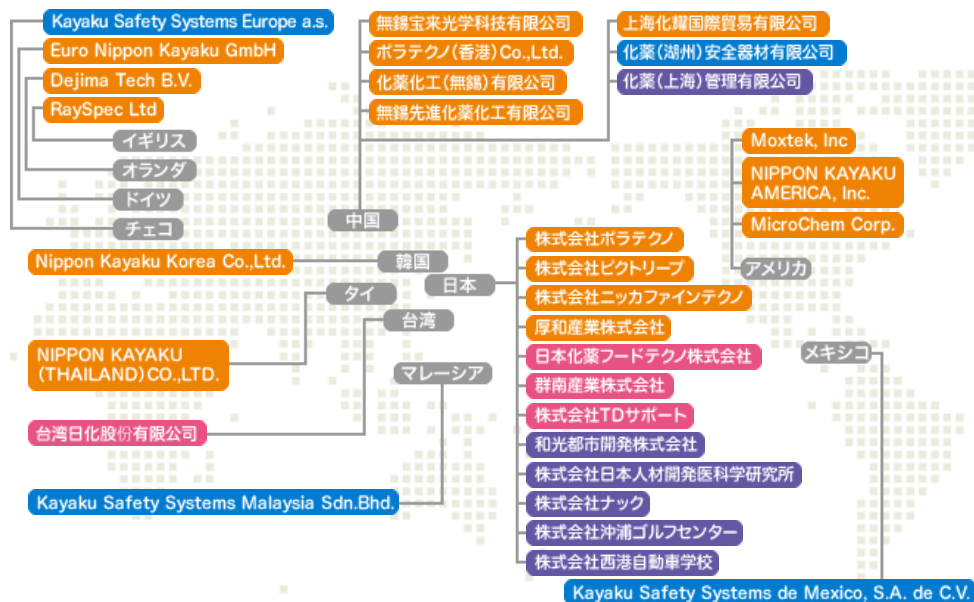 Kayaku Safety Systems Europe a.s.
Euro Nippon Kayaku GmbH
Dejima Tech B.V.
RaySpec Ltd
イギリス
オランダ
ドイツ
チェコ
無錫宝来光学科技有限公司
ポラテクノ（香港）Co.,Ltd.
化薬化工（無錫）有限公司
無錫先進化薬化工有限公司
上海化耀国際貿易有限公司
化薬（湖州）安全器材有限公司
化薬（上海）管理有限公司
中国
Moxtek, Inc
NIPPON KAYAKU
AMERICA, Inc.
MicroChem Corp.
アメリカ
Nippon Kayaku Korea Co.,Ltd.
韓国
タイ
NIPPON KAYAKU
（THAILAND）CO.,LTD.
台湾
台湾日化股份有限公司
マレーシア
Kayaku Safety Systems Malaysia Sdn.Bhd.
日本
株式会社ポラテクノ
株式会社ビクトリーブ
株式会社ニッカファインテクノ
厚和産業株式会社
日本化薬フードテクノ株式会社
群南産業株式会社
株式会社TDサポート
和光都市開発株式会社
株式会社日本人材開発医科学研究所
株式会社ナック
株式会社沖浦ゴルフセンター
株式会社西港自動車学校
メキシコ
Kayaku Safety Systems de Mexico, S.A. de C.V.